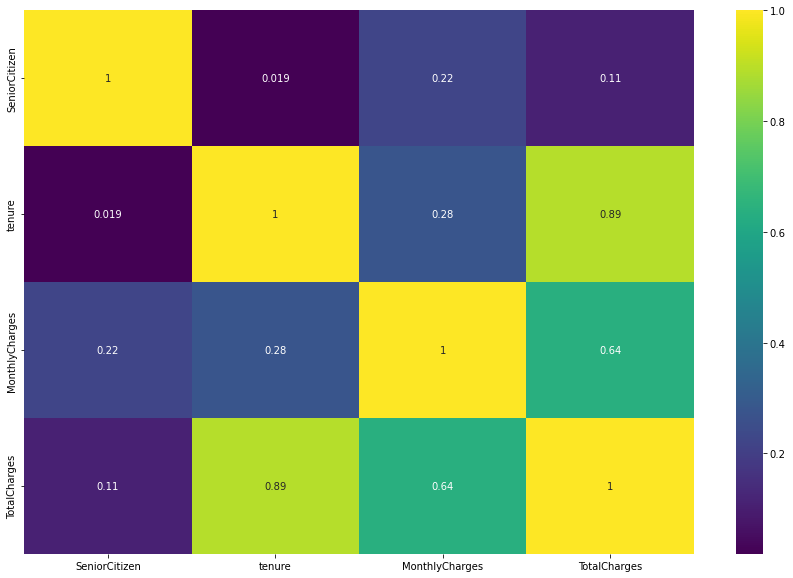 1.0
SeniorCitizen 1 0.019 0.22 0.11
0.8
tenure 0.019 1 0.28 0.89
0.6
MonthlyCharges 0.22 0.28 1 0.64
0.4
0.2
TotalCharges 0.11 0.89 0.64 1
SeniorCitizen tenure MonthlyCharges TotalCharges